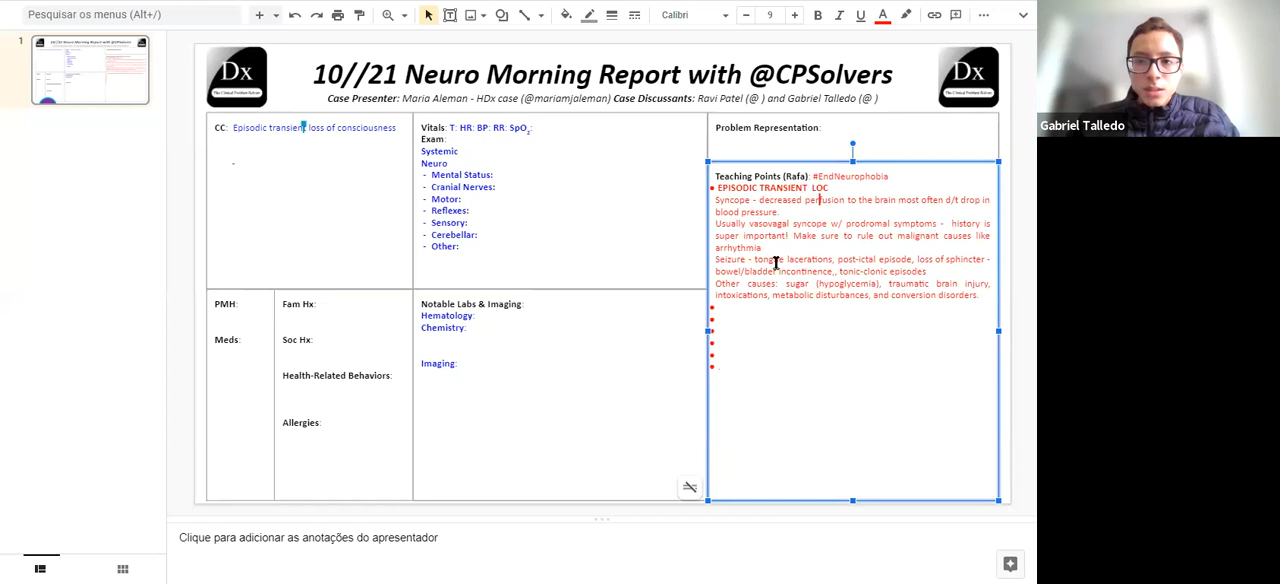 Pesquisar os menus (Alt+/)
Calibri
9
B I U A
1
Dx
The Clinical Problem Solvers
10//21 Neuro Morning Report with @CPSolvers
Case Presenter: Maria Aleman - HDx case (@mariamjaleman) Case Discussants: Ravi Patel (@ ) and Gabriel Talledo (@ )
Dx
The Clinical Problem Solvers
CC: Episodic transient loss of consciousness
-
Vitals: T: HR: BP: RR: SpO2:
Exam:
Systemic
Neuro
- Mental Status:
- Cranial Nerves:
- Motor:
- Reflexes:
- Sensory:
- Cerebellar:
- Other:
Problem Representation:
Teaching Points (Rafa): #EndNeurophobia
• EPISODIC TRANSIENT LOC
Syncope - decreased perfusion to the brain most often d/t drop in
blood pressure.
Usually vasovagal syncope w/ prodromal symptoms - history is
super important! Make sure to rule out malignant causes like
arrhythmia
Seizure - tongue lacerations, post-ictal episode, loss of sphincter -
bowel/bladder incontinence,, tonic-clonic episodes
Other causes: sugar (hypoglycemia), traumatic brain injury,
intoxications, metabolic disturbances, and conversion disorders.
PMH:
Meds:
Fam Hx:
Soc Hx:
Health-Related Behaviors:
Allergies:
Notable Labs & Imaging:
Hematology:
Chemistry:
Imaging:
Clique para adicionar as anotações do apresentador
Gabriel Talledo